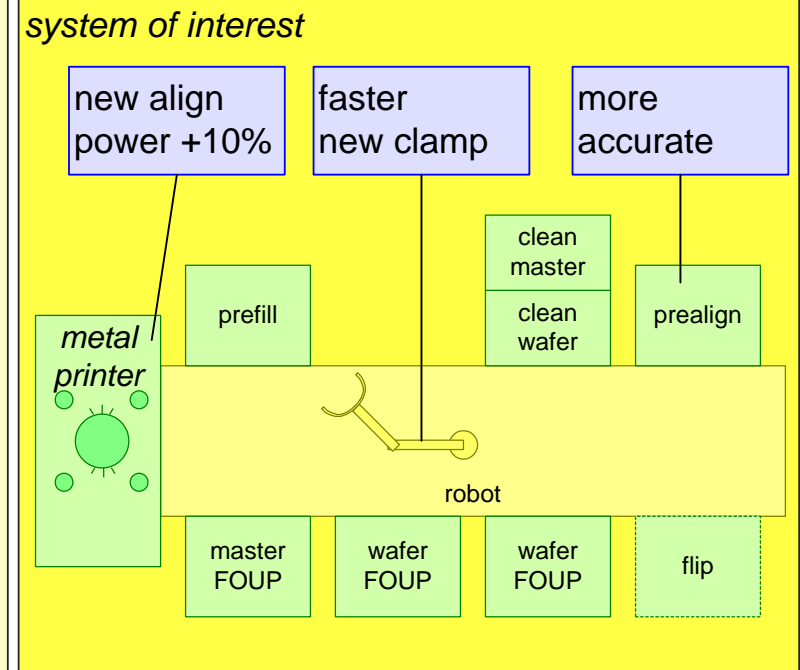 system of interest
new align
power +10%
faster
new clamp
more
accurate
clean
master
prefill
clean
wafer
prealign
metal
printer
robot
master
FOUP
wafer
FOUP
wafer
FOUP
flip